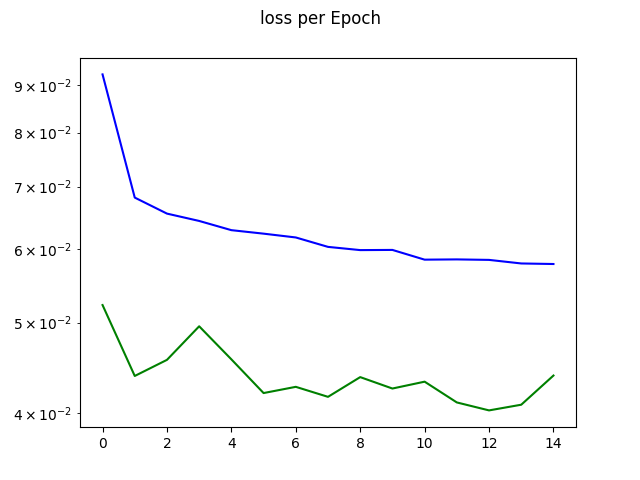 loss per Epoch
9 × 10⁻²
8 × 10⁻²
7 × 10⁻²
6 × 10⁻²
5 × 10⁻²
4 × 10⁻²
0 2 4 6 8 10 12 14